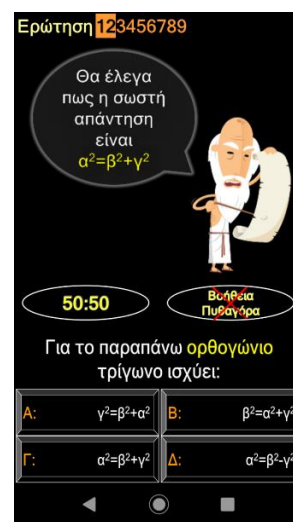 Ερώτηση 123456789
Θα έλεγα
πως η σωστή
απάντηση
είναι
α²=β²+γ²
50:50
Βοήθεια
Πυθαγόρα
Για το παραπάνω ορθογώνιο
τρίγωνο ισχύει:
Α: γ²=β²+α² Β: β²=α²+γ²
Γ: α²=β²+γ² Δ: α²=β²-γ²